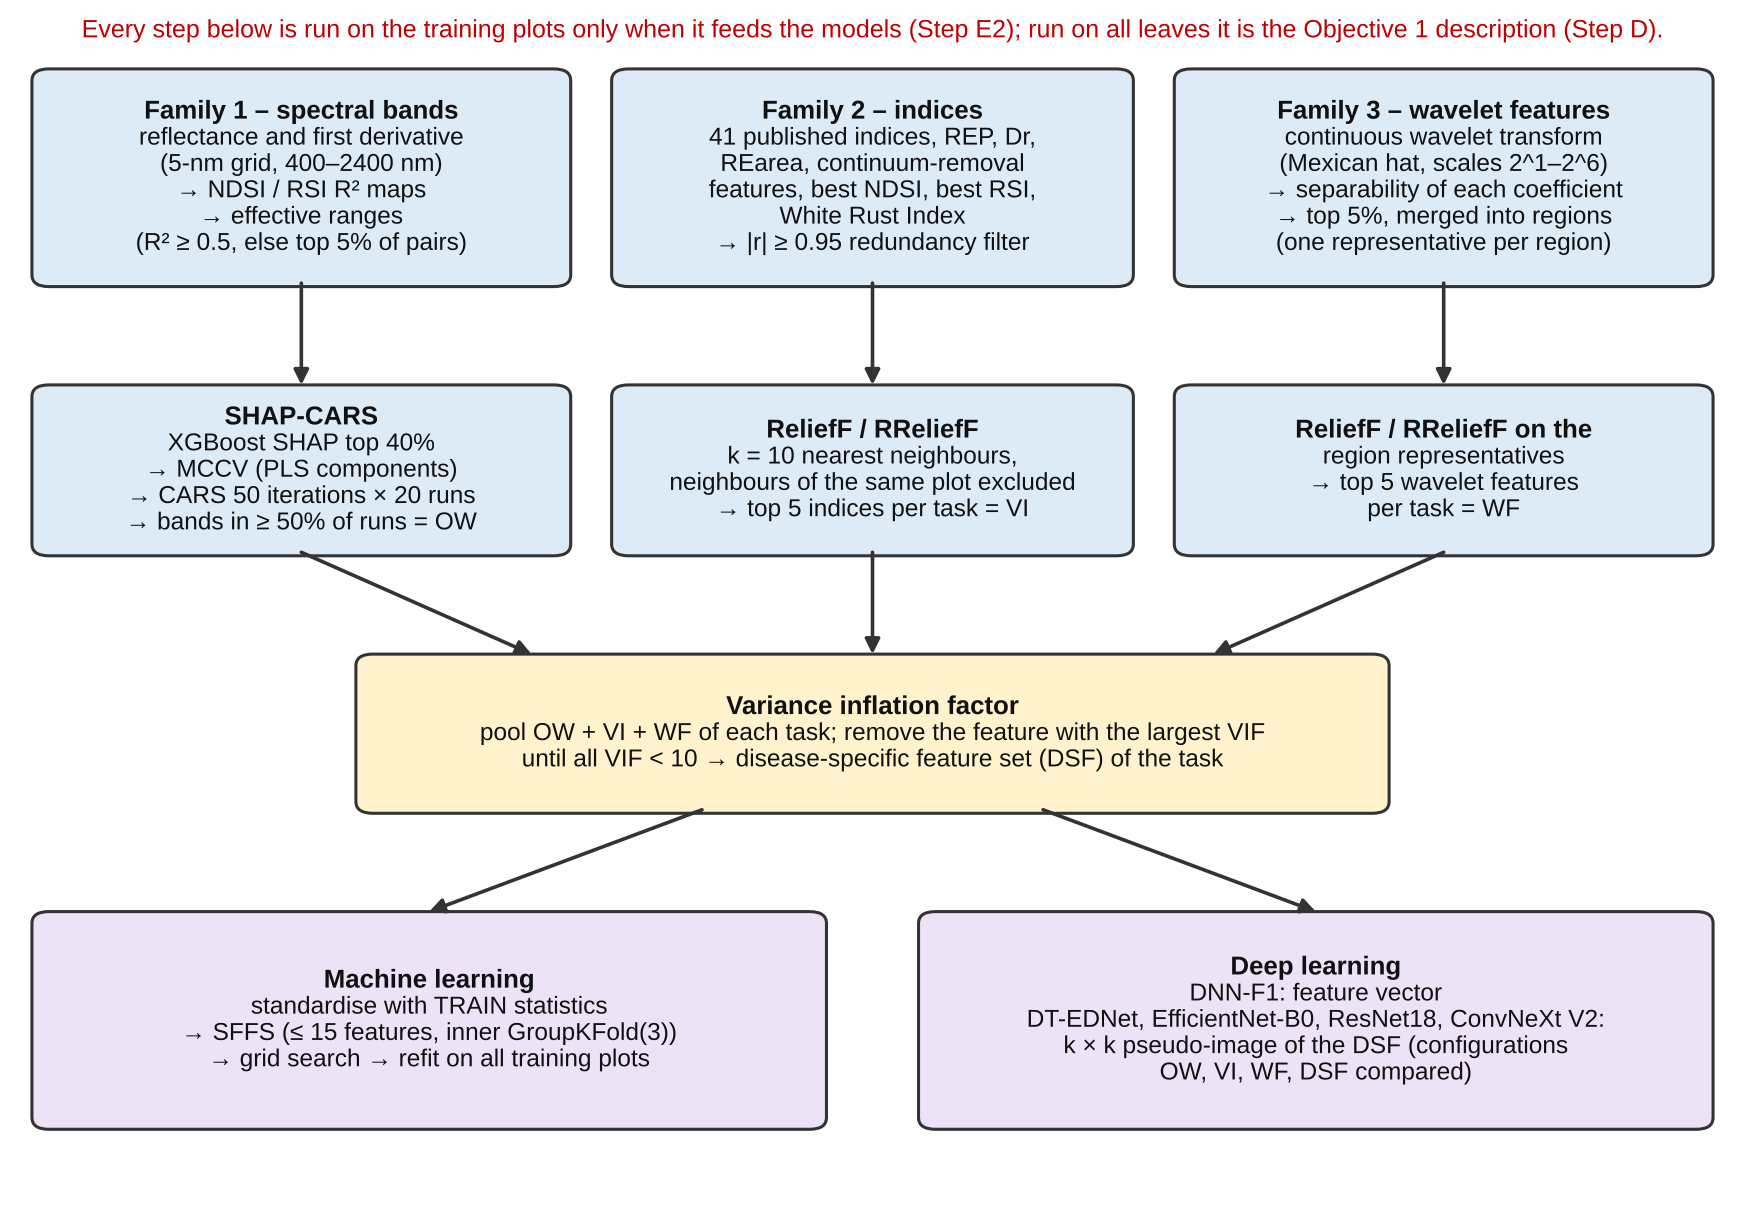 Every step below is run on the training plots only when it feeds the models (Step E2); run on all leaves it is the Objective 1 description (Step D).
Family 1 – spectral bands
reflectance and first derivative
(5-nm grid, 400–2400 nm)
→ NDSI / RSI R² maps
→ effective ranges
(R² ≥ 0.5, else top 5% of pairs)
Family 2 – indices
41 published indices, REP, Dr,
REarea, continuum-removal
features, best NDSI, best RSI,
White Rust Index
→ |r| ≥ 0.95 redundancy filter
Family 3 – wavelet features
continuous wavelet transform
(Mexican hat, scales 2^1–2^6)
→ separability of each coefficient
→ top 5%, merged into regions
(one representative per region)
SHAP-CARS
XGBoost SHAP top 40%
→ MCCV (PLS components)
→ CARS 50 iterations × 20 runs
→ bands in ≥ 50% of runs = OW
ReliefF / RReliefF
k = 10 nearest neighbours,
neighbours of the same plot excluded
→ top 5 indices per task = VI
ReliefF / RReliefF on the
region representatives
→ top 5 wavelet features
per task = WF
Variance inflation factor
pool OW + VI + WF of each task; remove the feature with the largest VIF
until all VIF < 10 → disease-specific feature set (DSF) of the task
Machine learning
standardise with TRAIN statistics
→ SFFS (≤ 15 features, inner GroupKFold(3))
→ grid search → refit on all training plots
Deep learning
DNN-F1: feature vector
DT-EDNet, EfficientNet-B0, ResNet18, ConvNeXt V2:
k × k pseudo-image of the DSF (configurations
OW, VI, WF, DSF compared)